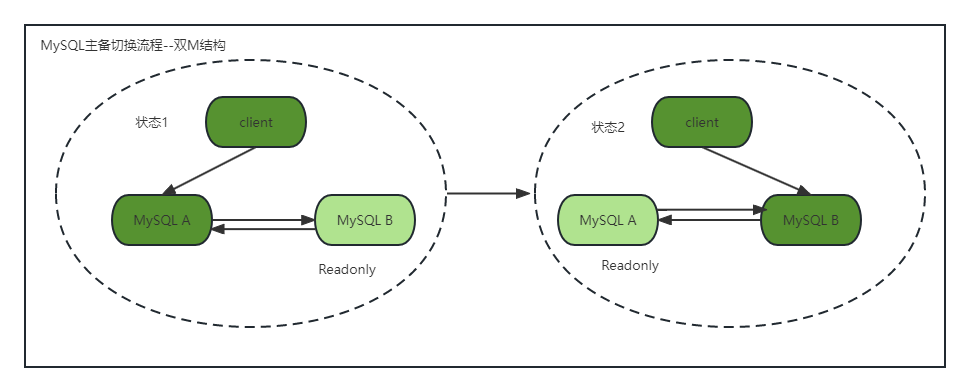 MySQL主备切换流程--双M结构
状态1
client
MySQL A
MySQL B
Readonly
状态2
client
MySQL A
MySQL B
Readonly